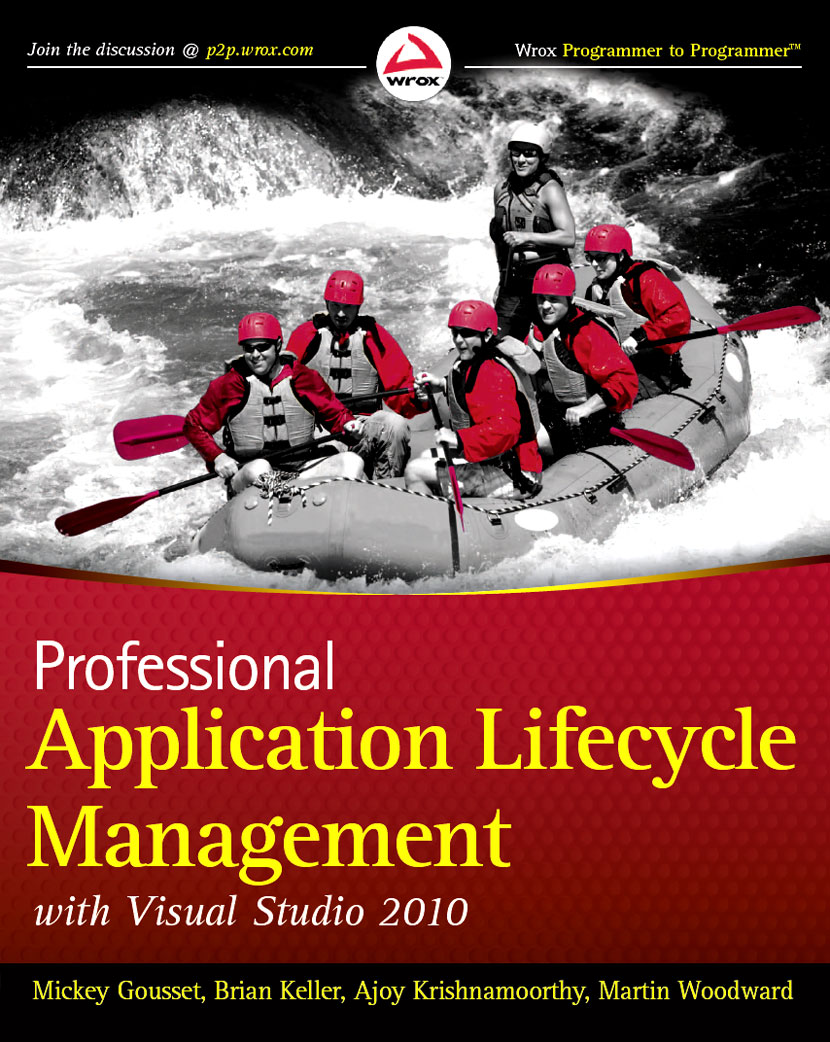 Join the discussion @ p2p.wrox.com
wrox™
Wrox Programmer to Programmer™
Professional
Application Lifecycle
Management
with Visual Studio 2010
Mickey Gousset, Brian Keller, Ajoy Krishnamoorthy, Martin Woodward